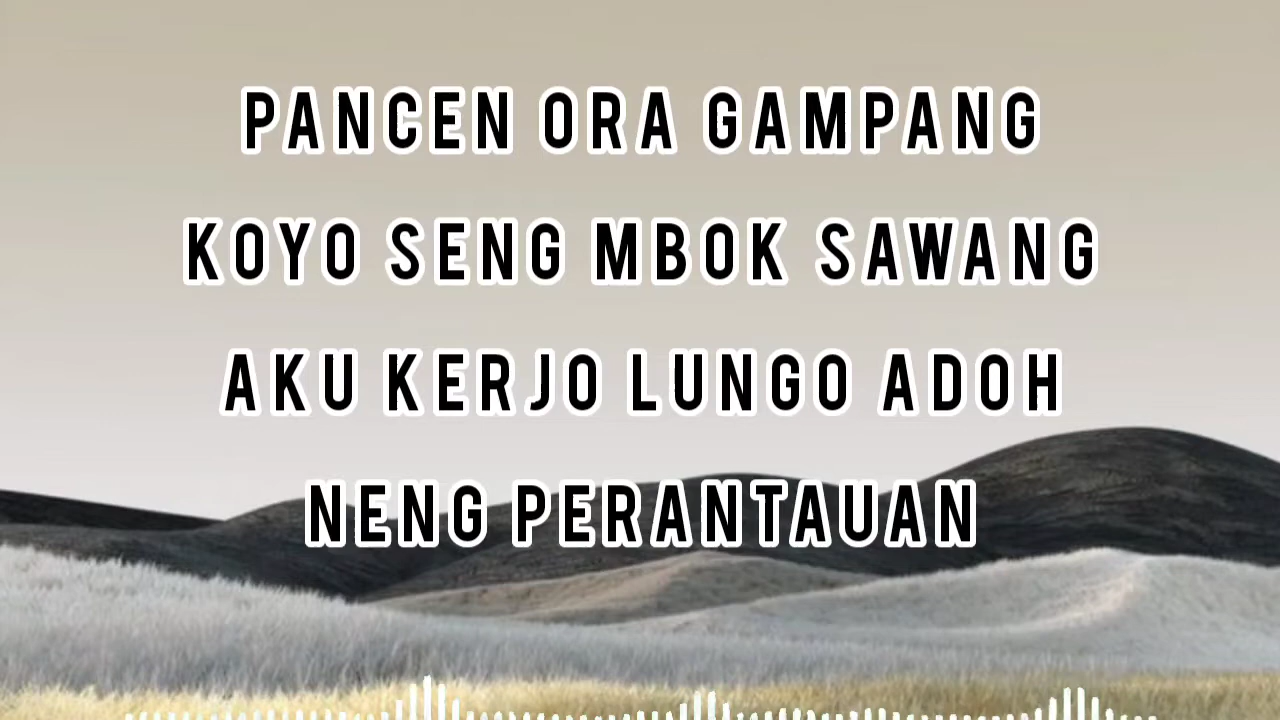 PANCEN ORA GAMPANG
KOYO SENG MBOK SAWANG
AKU KERJO LUNGO ADOH
NENG PERANTAUAN